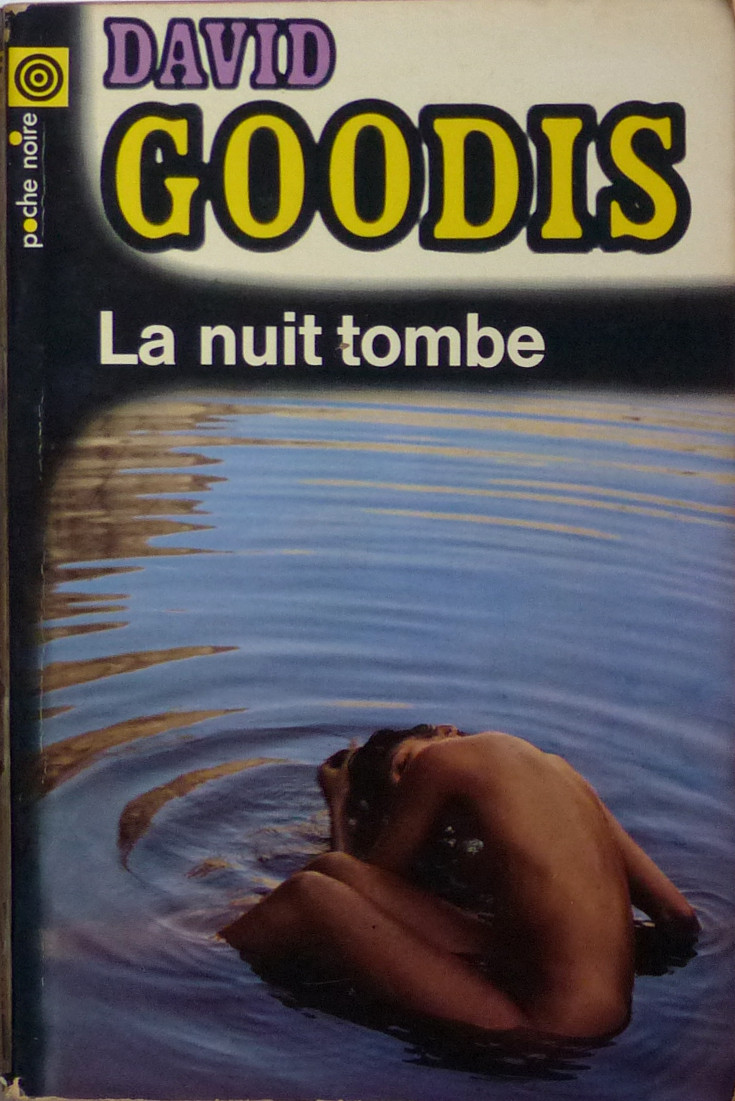 DAVID
GOODIS
La nuit tombe
poche noire